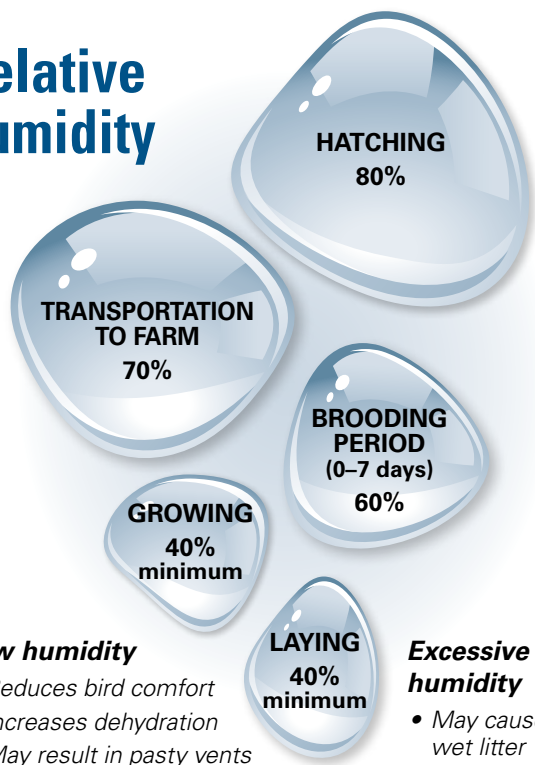 elative
umidity
HATCHING
80%
TRANSPORTATION
TO FARM
70%
BROODING
PERIOD
(0–7 days)
60%
GROWING
40%
minimum
LAYING
40%
minimum
w humidity
educes bird comfort
ncreases dehydration
May result in pasty vents
Excessive
humidity
• May cause
wet litter